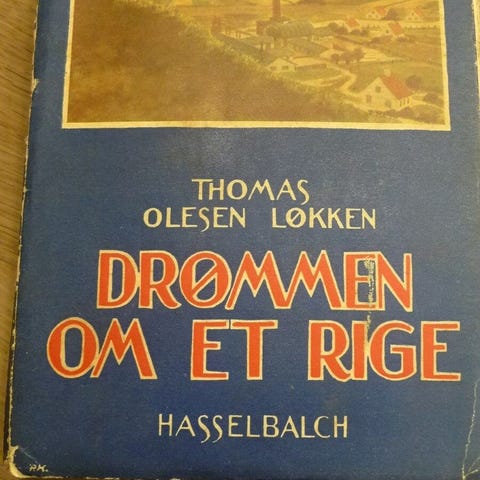 THOMAS
OLESEN LØKKEN
DRØMMEN
OM ET RIGE
HASSELBALCH